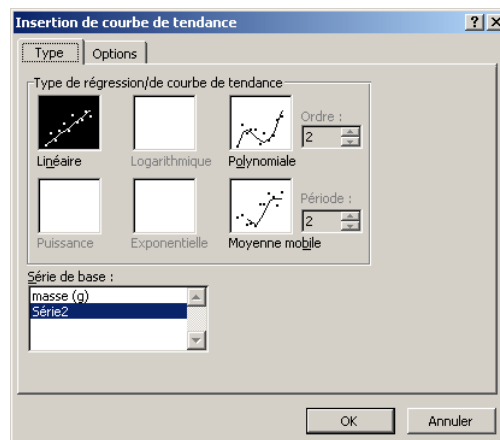 Insertion de courbe de tendance
Type Options
Type de régression/de courbe de tendance
Ordre :
2
Linéaire Logarithmique Polynomiale
Période :
2
Puissance Exponentielle Moyenne mobile
Série de base :
masse (g)
Série2
OK Annuler